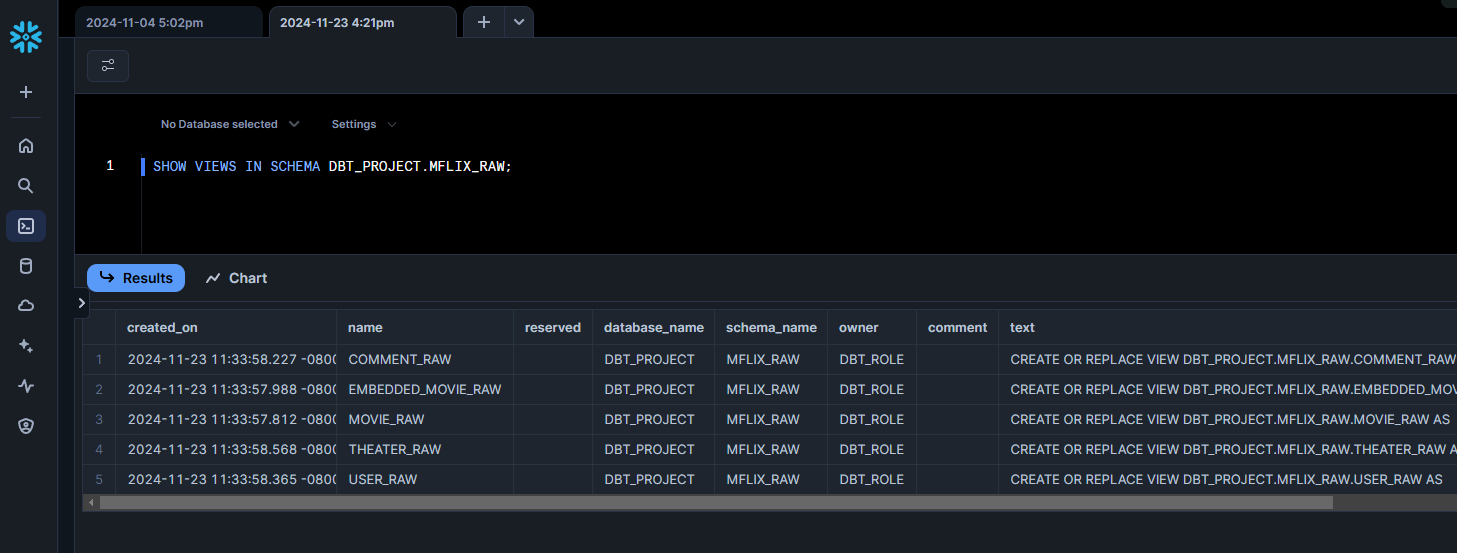 2024-11-04 5:02pm 2024-11-23 4:21pm
No Database selected Settings
1 SHOW VIEWS IN SCHEMA DBT_PROJECT.MFLIX_RAW;
Results Chart
created_on name reserved database_name schema_name owner comment text
1 2024-11-23 11:33:58.227 -0800 COMMENT_RAW DBT_PROJECT MFLIX_RAW DBT_ROLE CREATE OR REPLACE VIEW DBT_PROJECT.MFLIX_RAW.COMMENT_RAW
2 2024-11-23 11:33:57.988 -0800 EMBEDDED_MOVIE_RAW DBT_PROJECT MFLIX_RAW DBT_ROLE CREATE OR REPLACE VIEW DBT_PROJECT.MFLIX_RAW.EMBEDDED_MOV
3 2024-11-23 11:33:57.812 -0800 MOVIE_RAW DBT_PROJECT MFLIX_RAW DBT_ROLE CREATE OR REPLACE VIEW DBT_PROJECT.MFLIX_RAW.MOVIE_RAW AS
4 2024-11-23 11:33:58.568 -0800 THEATER_RAW DBT_PROJECT MFLIX_RAW DBT_ROLE CREATE OR REPLACE VIEW DBT_PROJECT.MFLIX_RAW.THEATER_RAW A
5 2024-11-23 11:33:58.365 -0800 USER_RAW DBT_PROJECT MFLIX_RAW DBT_ROLE CREATE OR REPLACE VIEW DBT_PROJECT.MFLIX_RAW.USER_RAW AS